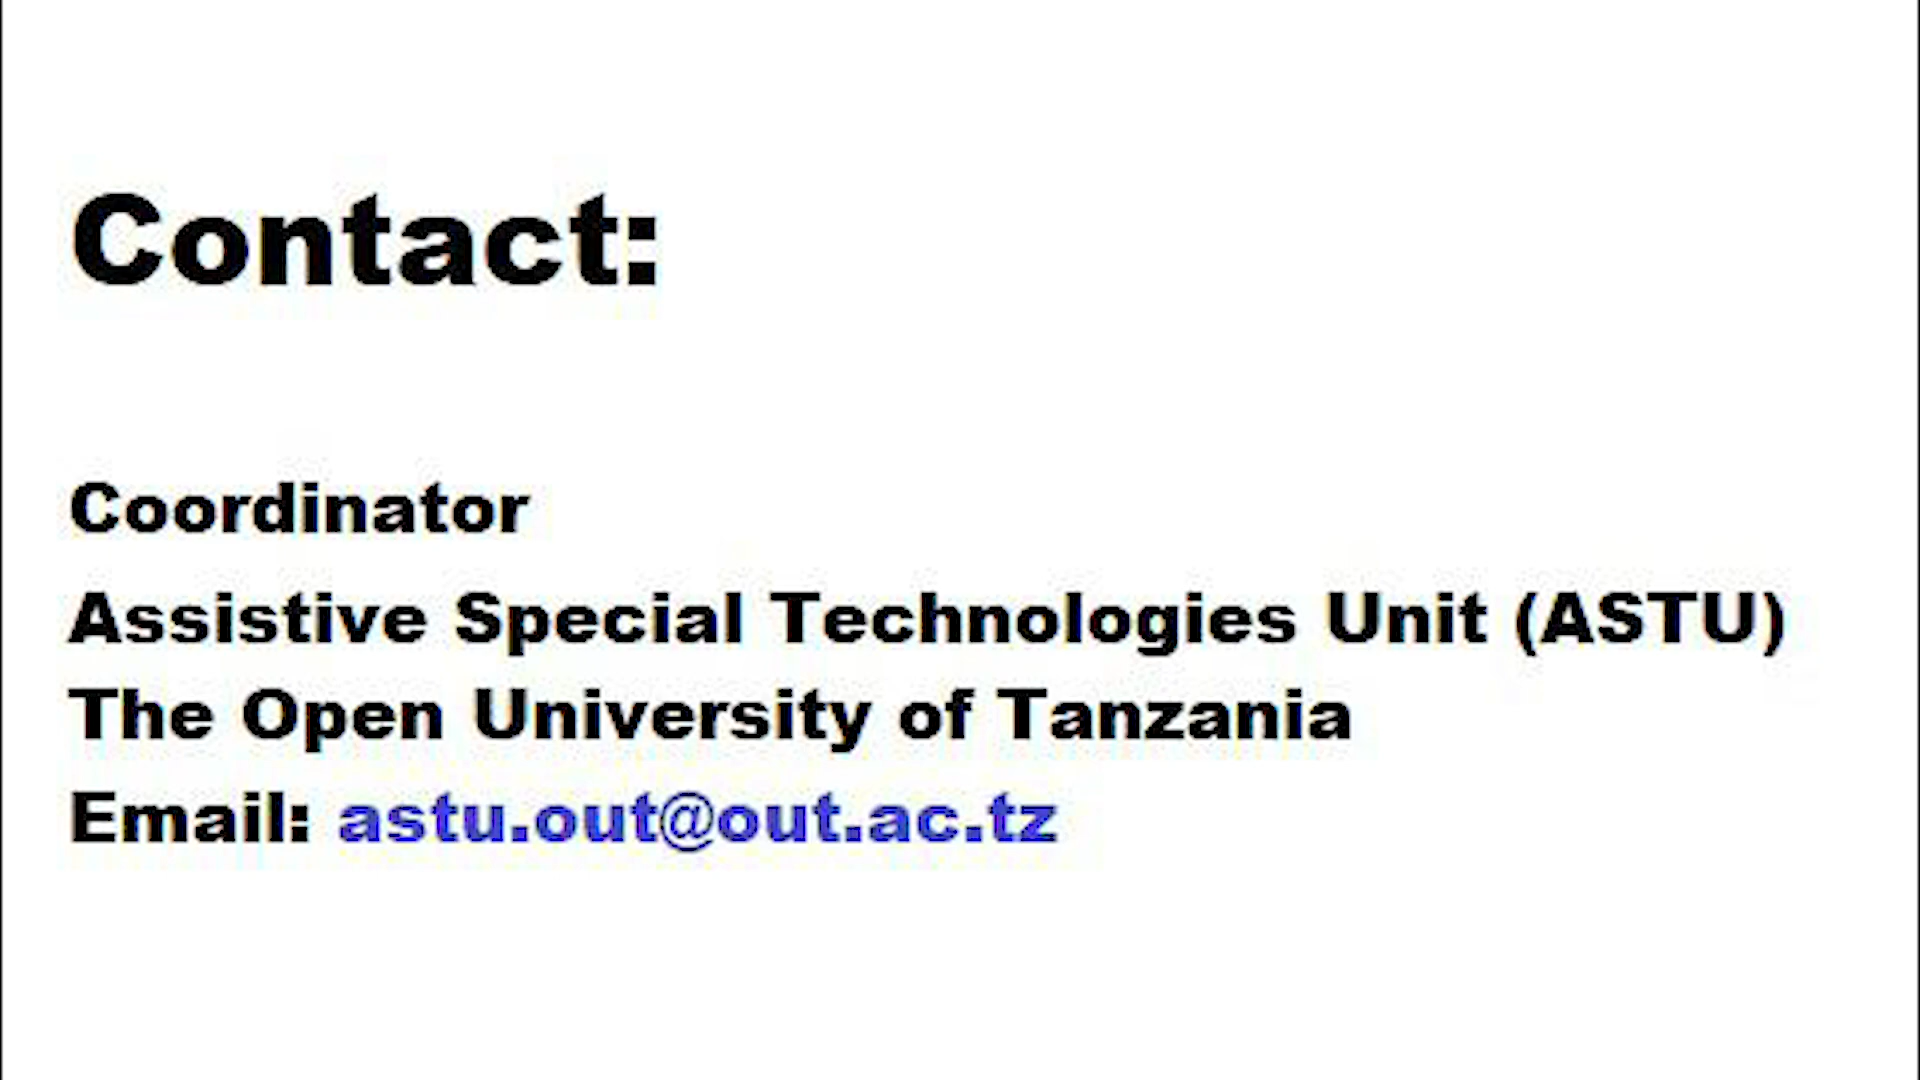 Contact:
Coordinator
Assistive Special Technologies Unit (ASTU)
The Open University of Tanzania
Email: astu.out@out.ac.tz